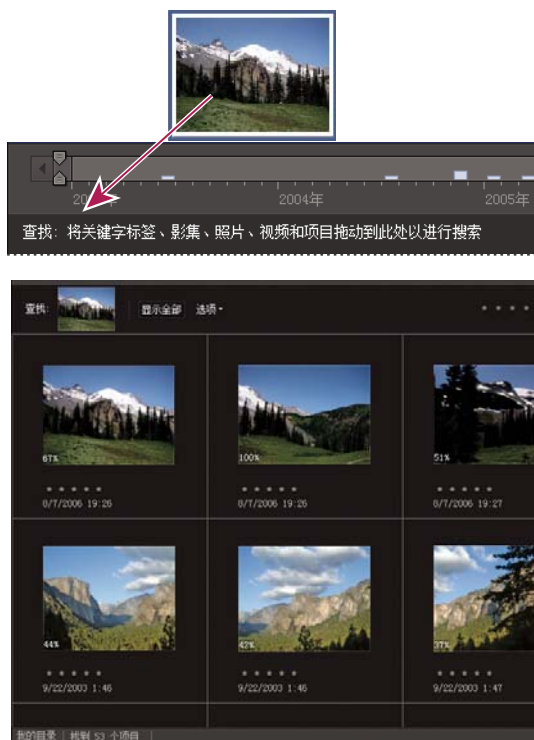 2004年
2005年
查找: 将关键字标签、影集、照片、视频和项目拖动到此处以进行搜索
查找:
显示全部 选项
67%
100%
51%
8/7/2006 19:26
8/7/2006 19:26
8/7/2006 19:27
44%
42%
37%
9/22/2003 1:46
9/22/2003 1:46
9/22/2003 1:47
我的目录 | 找到 53 个项目